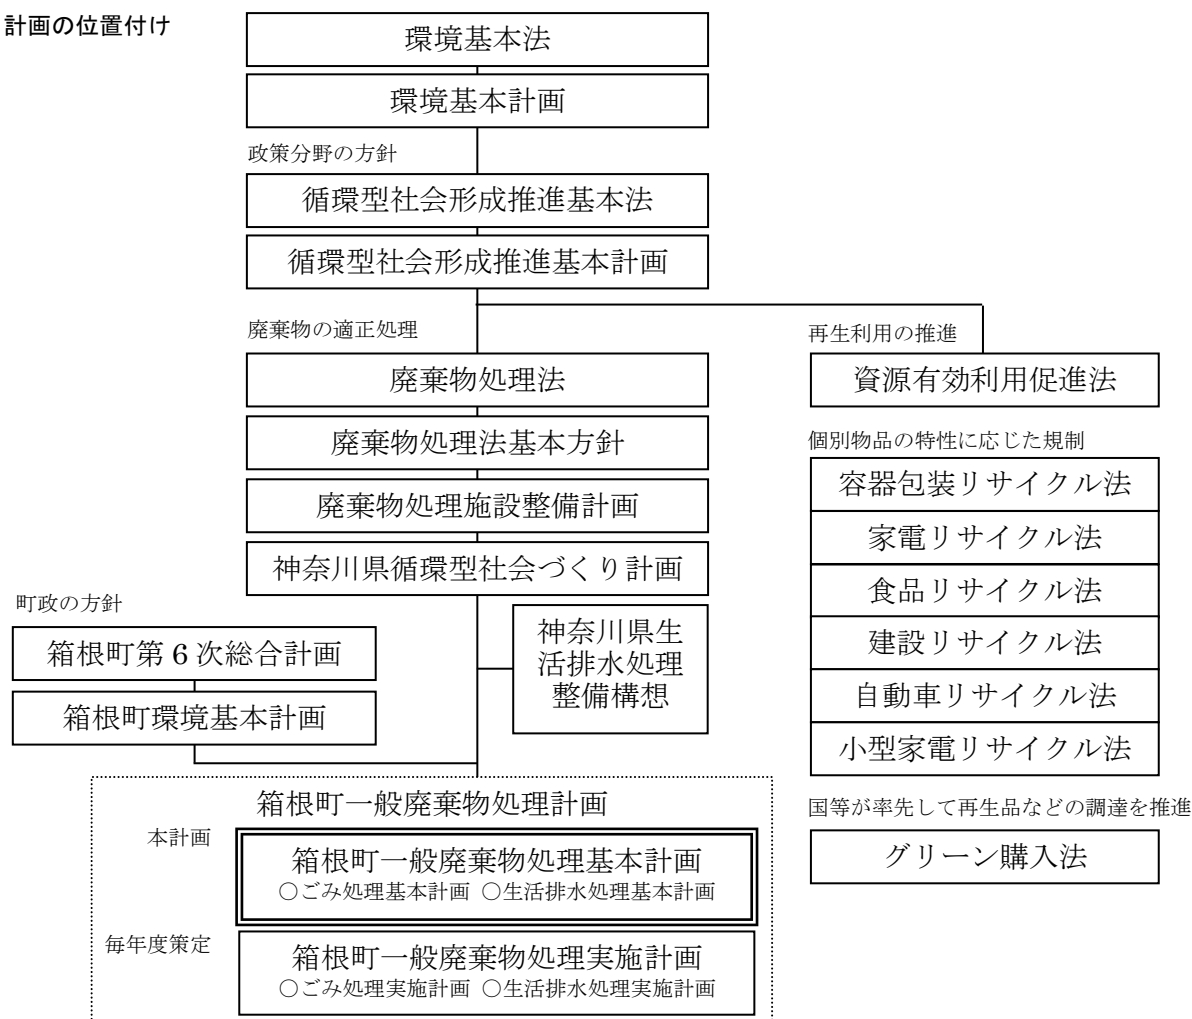 計画の位置付け
環境基本法
環境基本計画
政策分野の方針
循環型社会形成推進基本法
循環型社会形成推進基本計画
廃棄物の適正処理
廃棄物処理法
廃棄物処理法基本方針
廃棄物処理施設整備計画
神奈川県循環型社会づくり計画
神奈川県生
活排水処理
整備構想
町政の方針
箱根町第6次総合計画
箱根町環境基本計画
箱根町一般廃棄物処理計画
本計画
箱根町一般廃棄物処理基本計画
○ごみ処理基本計画 ○生活排水処理基本計画
毎年度策定
箱根町一般廃棄物処理実施計画
○ごみ処理実施計画 ○生活排水処理実施計画
再生利用の推進
資源有効利用促進法
個別物品の特性に応じた規制
容器包装リサイクル法
家電リサイクル法
食品リサイクル法
建設リサイクル法
自動車リサイクル法
小型家電リサイクル法
国等が率先して再生品などの調達を推進
グリーン購入法